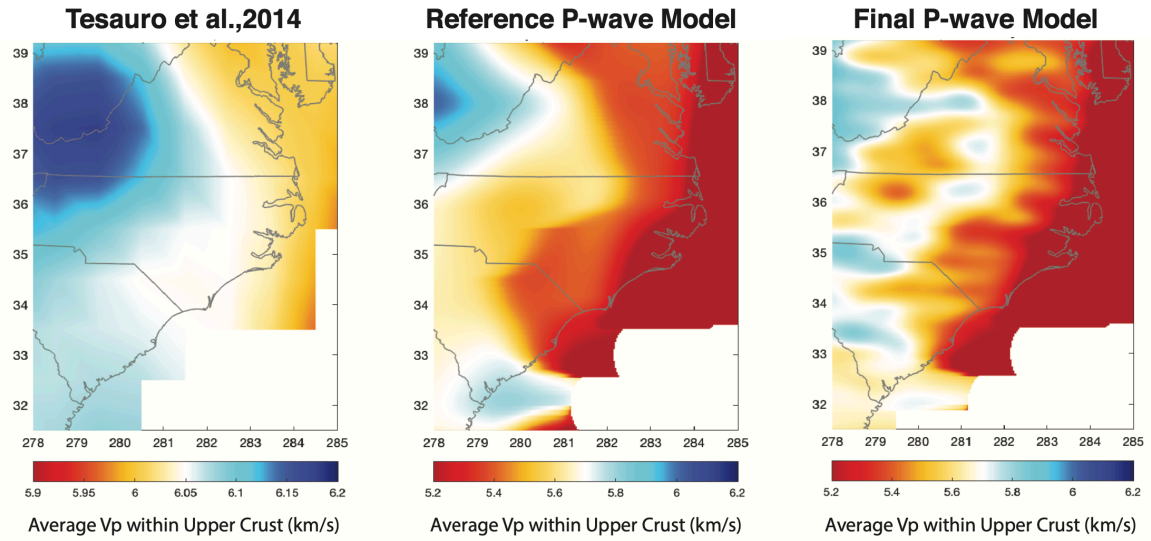 Tesauro et al.,2014
Reference P-wave Model
Final P-wave Model
39
38
37
36
35
34
33
32
278 279 280 281 282 283 284 285
5.9 5.95 6 6.05 6.1 6.15 6.2
Average Vp within Upper Crust (km/s)
39
38
37
36
35
34
33
32
278 279 280 281 282 283 284 285
5.2 5.4 5.6 5.8 6 6.2
Average Vp within Upper Crust (km/s)
39
38
37
36
35
34
33
32
278 279 280 281 282 283 284 285
5.2 5.4 5.6 5.8 6 6.2
Average Vp within Upper Crust (km/s)